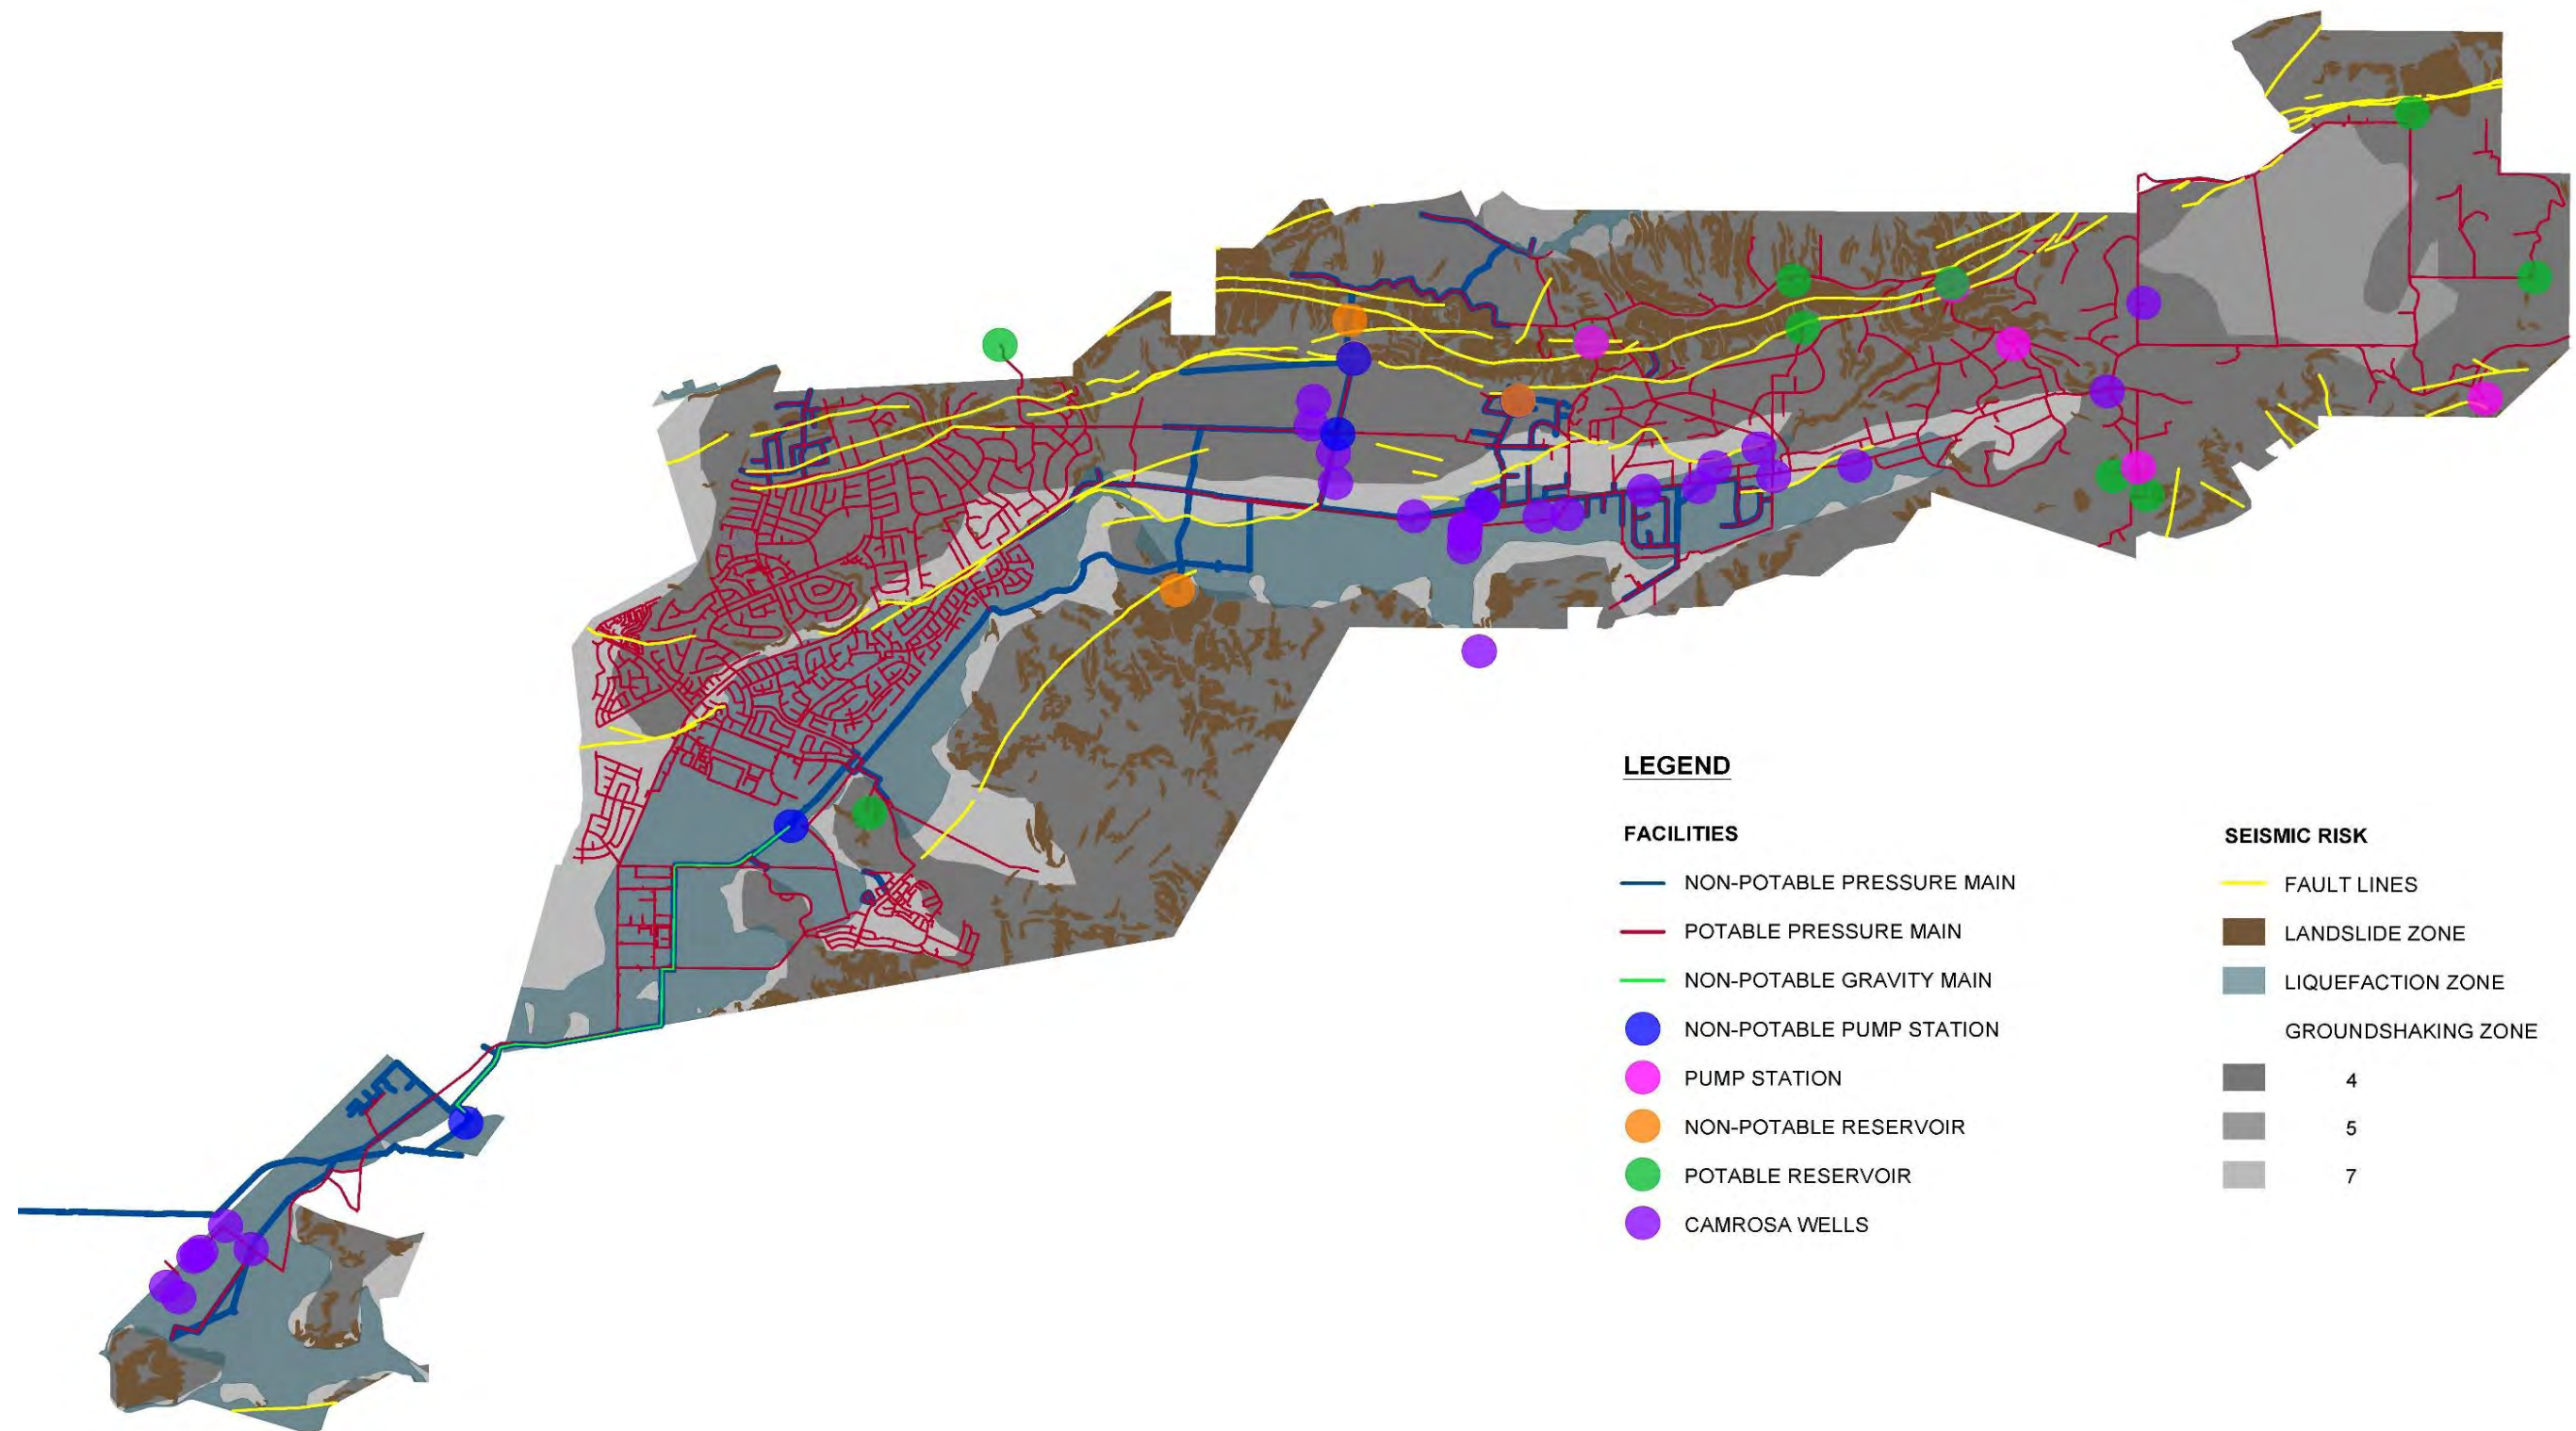 LEGEND
FACILITIES
NON-POTABLE PRESSURE MAIN
POTABLE PRESSURE MAIN
NON-POTABLE GRAVITY MAIN
NON-POTABLE PUMP STATION
PUMP STATION
NON-POTABLE RESERVOIR
POTABLE RESERVOIR
CAMROSA WELLS
SEISMIC RISK
FAULT LINES
LANDSLIDE ZONE
LIQUEFACTION ZONE
GROUNDSHAKING ZONE
4
5
7